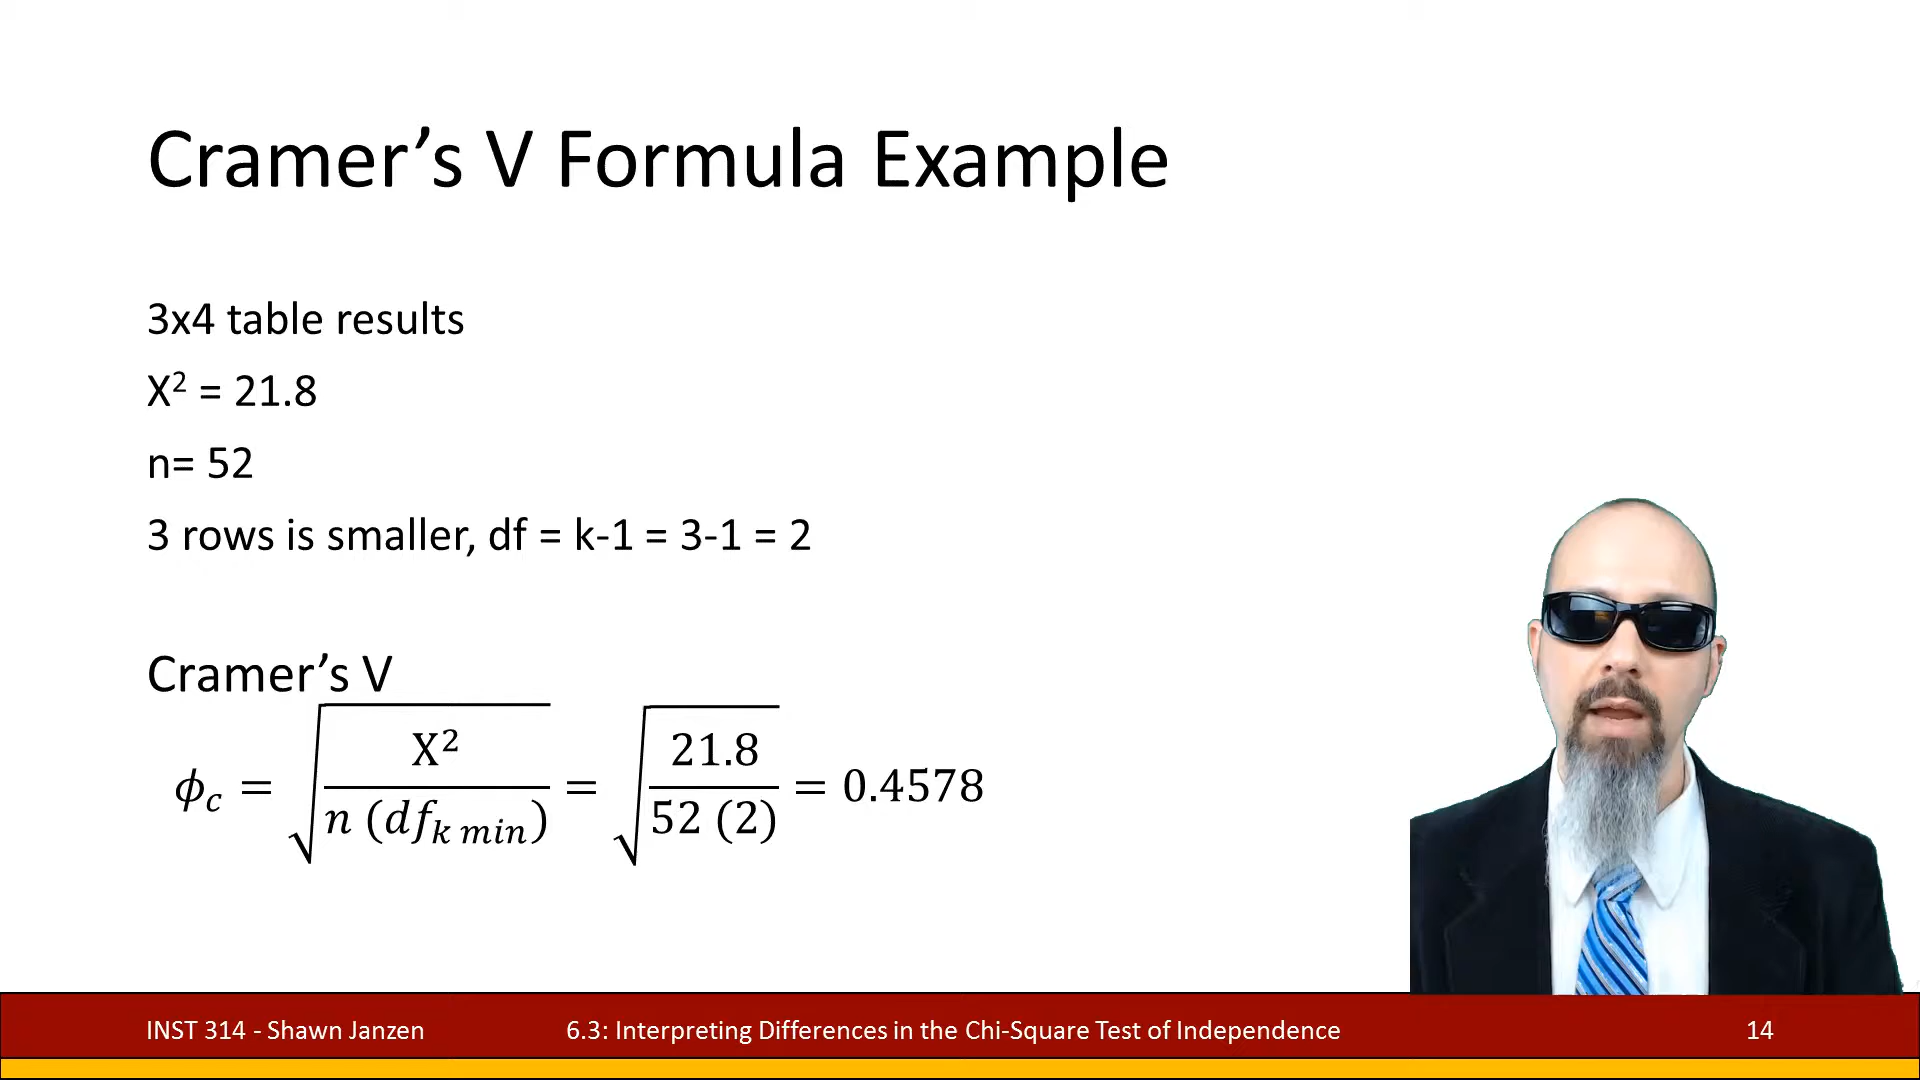 Cramer’s V Formula Example
3x4 table results
X² = 21.8
n= 52
3 rows is smaller, df = k-1 = 3-1 = 2
Cramer’s V
𝜙c = √(X² / n (df k min)) = √(21.8 / 52 (2)) = 0.4578
INST 314 - Shawn Janzen 6.3: Interpreting Differences in the Chi-Square Test of Independence 14